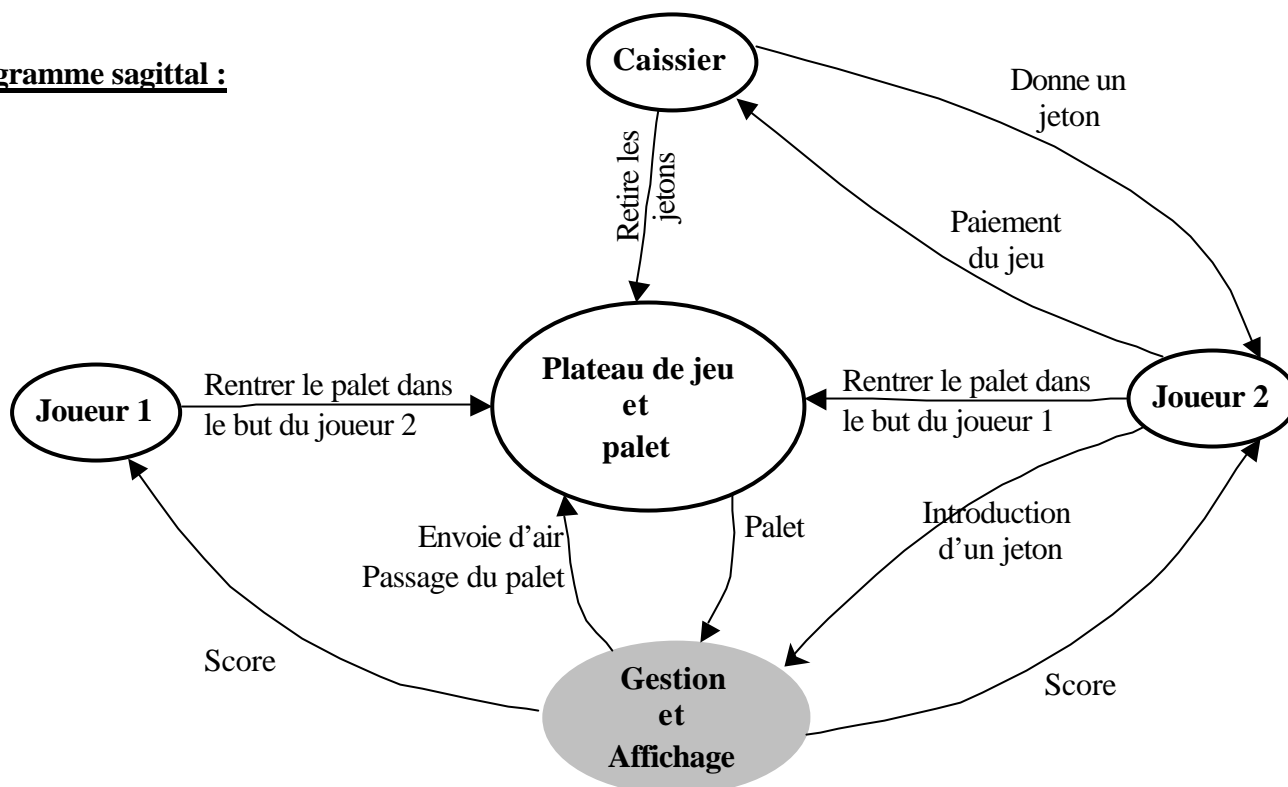 gramme sagittal :
Caissier
Donne un
jeton
Retire les
jetons
Paiement
du jeu
Plateau de jeu
et
palet
Joueur 1
Rentrer le palet dans
le but du joueur 2
Rentrer le palet dans
le but du joueur 1
Joueur 2
Envoie d’air
Passage du palet
Palet
Introduction
d’un jeton
Score
Score
Gestion
et
Affichage